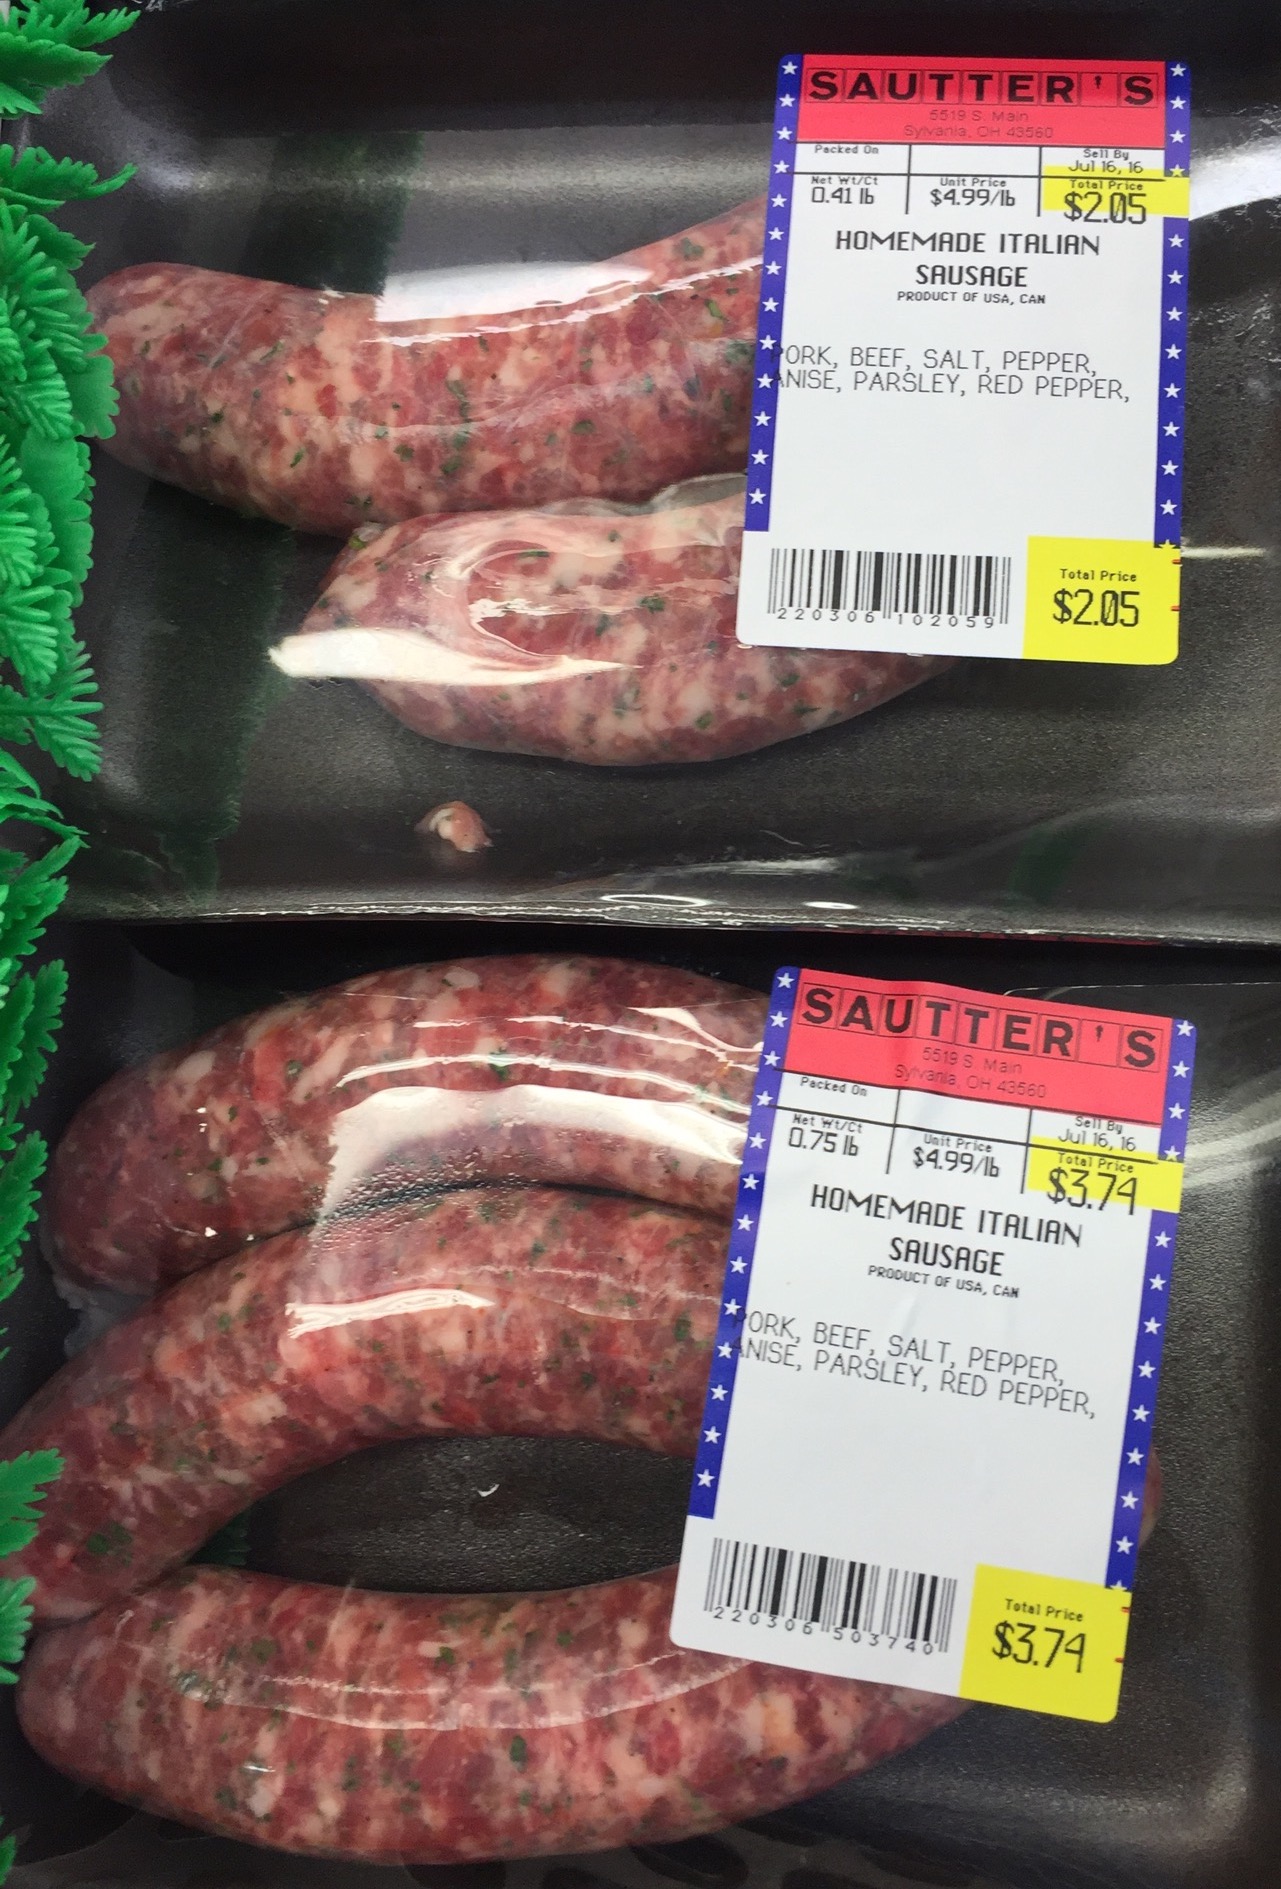 SAUTTER'S
5519 S. Main
Sylvania, OH 43560
Packed On
Sell By
Jul 16, 16
Net Wt/Ct
Unit Price
Total Price
0.41 lb
$4.99/lb
$2.05
HOMEMADE ITALIAN
SAUSAGE
PRODUCT OF USA, CAN
PORK, BEEF, SALT, PEPPER,
ANISE, PARSLEY, RED PEPPER,
Total Price
$2.05
220306 102059
SAUTTER'S
5519 S. Main
Sylvania, OH 43560
Packed On
Sell By
Jul 16, 16
Net Wt/Ct
Unit Price
Total Price
0.75 lb
$4.99/lb
$3.74
HOMEMADE ITALIAN
SAUSAGE
PRODUCT OF USA, CAN
PORK, BEEF, SALT, PEPPER,
ANISE, PARSLEY, RED PEPPER,
Total Price
$3.74
220306 503740